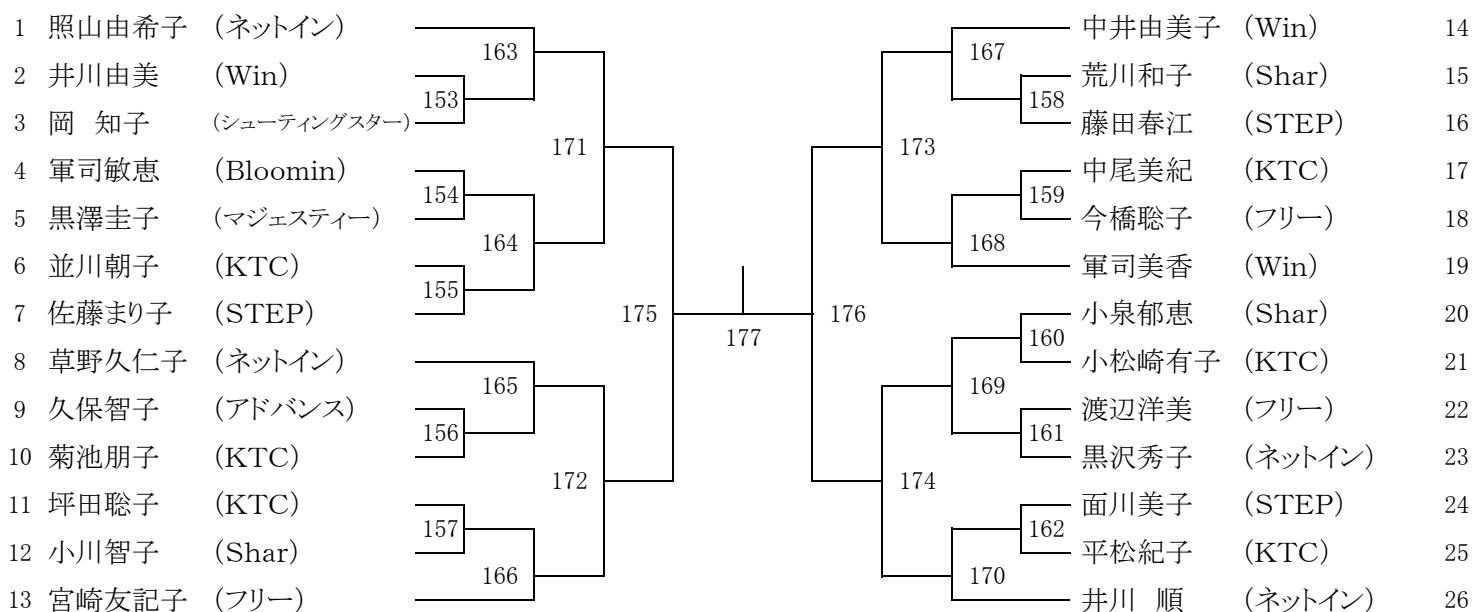 1 照山由希子 (ネットイン)
2 井川由美 (Win)
3 岡 知子 (シューティングスター)
4 軍司敏恵 (Bloomin)
5 黒澤圭子 (マジェスティー)
6 並川朝子 (KTC)
7 佐藤まり子 (STEP)
8 草野久仁子 (ネットイン)
9 久保智子 (アドバンス)
10 菊池朋子 (KTC)
11 坪田聡子 (KTC)
12 小川智子 (Shar)
13 宮崎友記子 (フリー)
163
153
171
154
164
155
175
165
156
172
157
166
177
167
158
173
159
168
176
160
169
161
174
162
170
中井由美子 (Win) 14
荒川和子 (Shar) 15
藤田春江 (STEP) 16
中尾美紀 (KTC) 17
今橋聡子 (フリー) 18
軍司美香 (Win) 19
小泉郁恵 (Shar) 20
小松崎有子 (KTC) 21
渡辺洋美 (フリー) 22
黒沢秀子 (ネットイン) 23
面川美子 (STEP) 24
平松紀子 (KTC) 25
井川 順 (ネットイン) 26